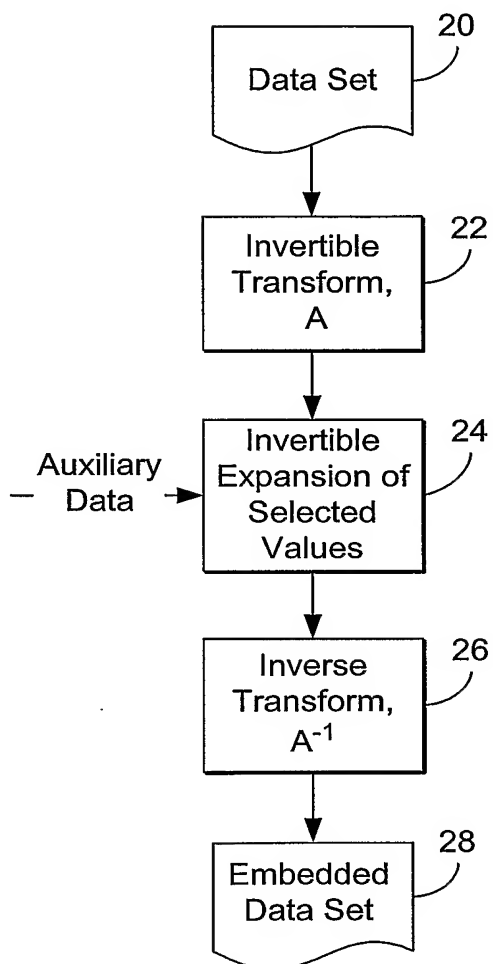 20
Data Set
22
Invertible
Transform,
A
24
Invertible
Expansion of
Selected
Values
Auxiliary
Data
26
Inverse
Transform,
A⁻¹
28
Embedded
Data Set